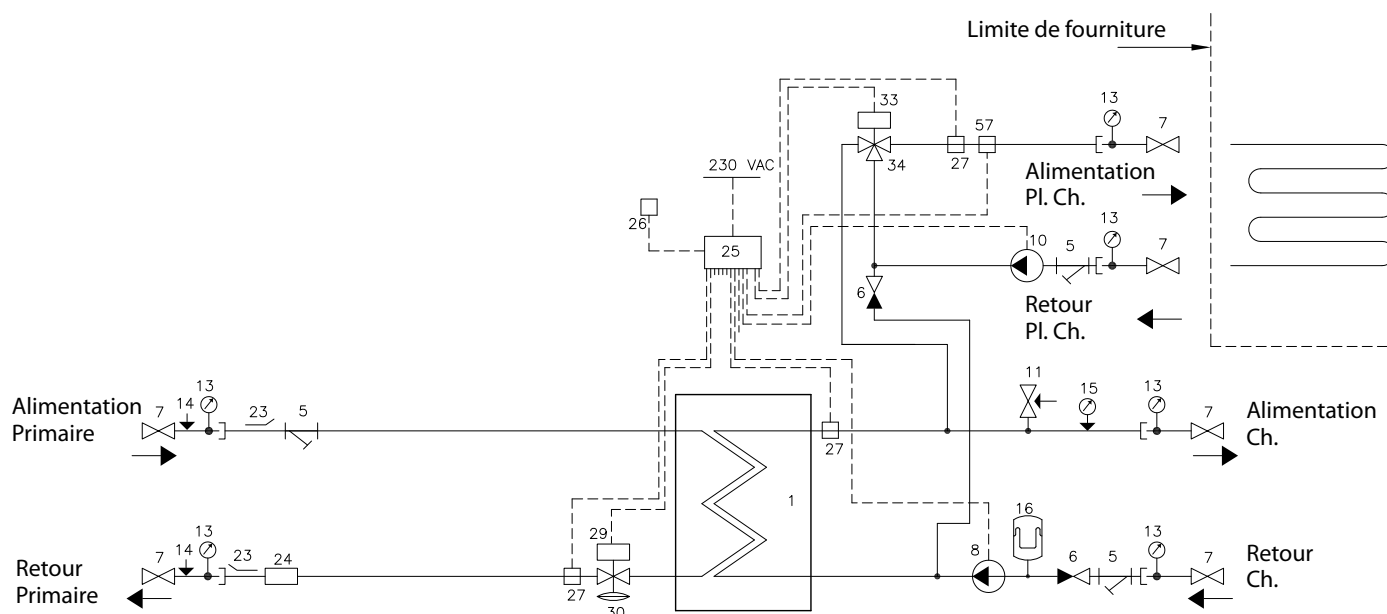 Limite de fourniture
33
13
57
7
27
34
230 VAC
Alimentation
Pl. Ch.
26
25
10
5
13
7
6
Retour
Pl. Ch.
Alimentation
Primaire
7
14
13
23
5
27
11
15
13
7
Alimentation
Ch.
1
Retour
Primaire
7
14
13
23
24
27
29
30
8
16
6
5
13
7
Retour
Ch.